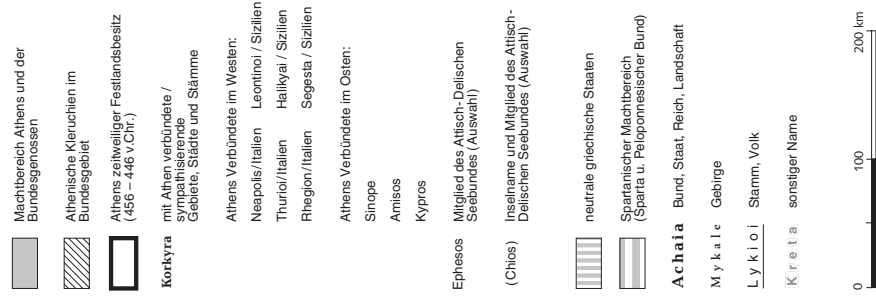 Machtbereich Athens und der
Bundesgenossen
Athenische Kleruchien im
Bundesgebiet
Athens zeitweiliger Festlandsbesitz
(456 – 446 v.Chr.)
Korkyra
mit Athen verbündete /
sympathisierende
Gebiete, Städte und Stämme
Athens Verbündete im Westen:
Neapolis/Italien Leontinoi / Sizilien
Thurioi/Italien Halikyai / Sizilien
Rhegion/Italien Segesta / Sizilien
Athens Verbündete im Osten:
Sinope
Amisos
Kypros
Ephesos
Mitglied des Attisch-Delischen
Seebundes (Auswahl)
(Chios)
Inselname und Mitglied des Attisch-
Delischen Seebundes (Auswahl)
neutrale griechische Staaten
Spartanischer Machtbereich
(Sparta u. Peloponnesischer Bund)
Achaia Bund, Staat, Reich, Landschaft
Mykale Gebirge
Lykioi Stamm, Volk
Kreta sonstiger Name
0 100 200 km